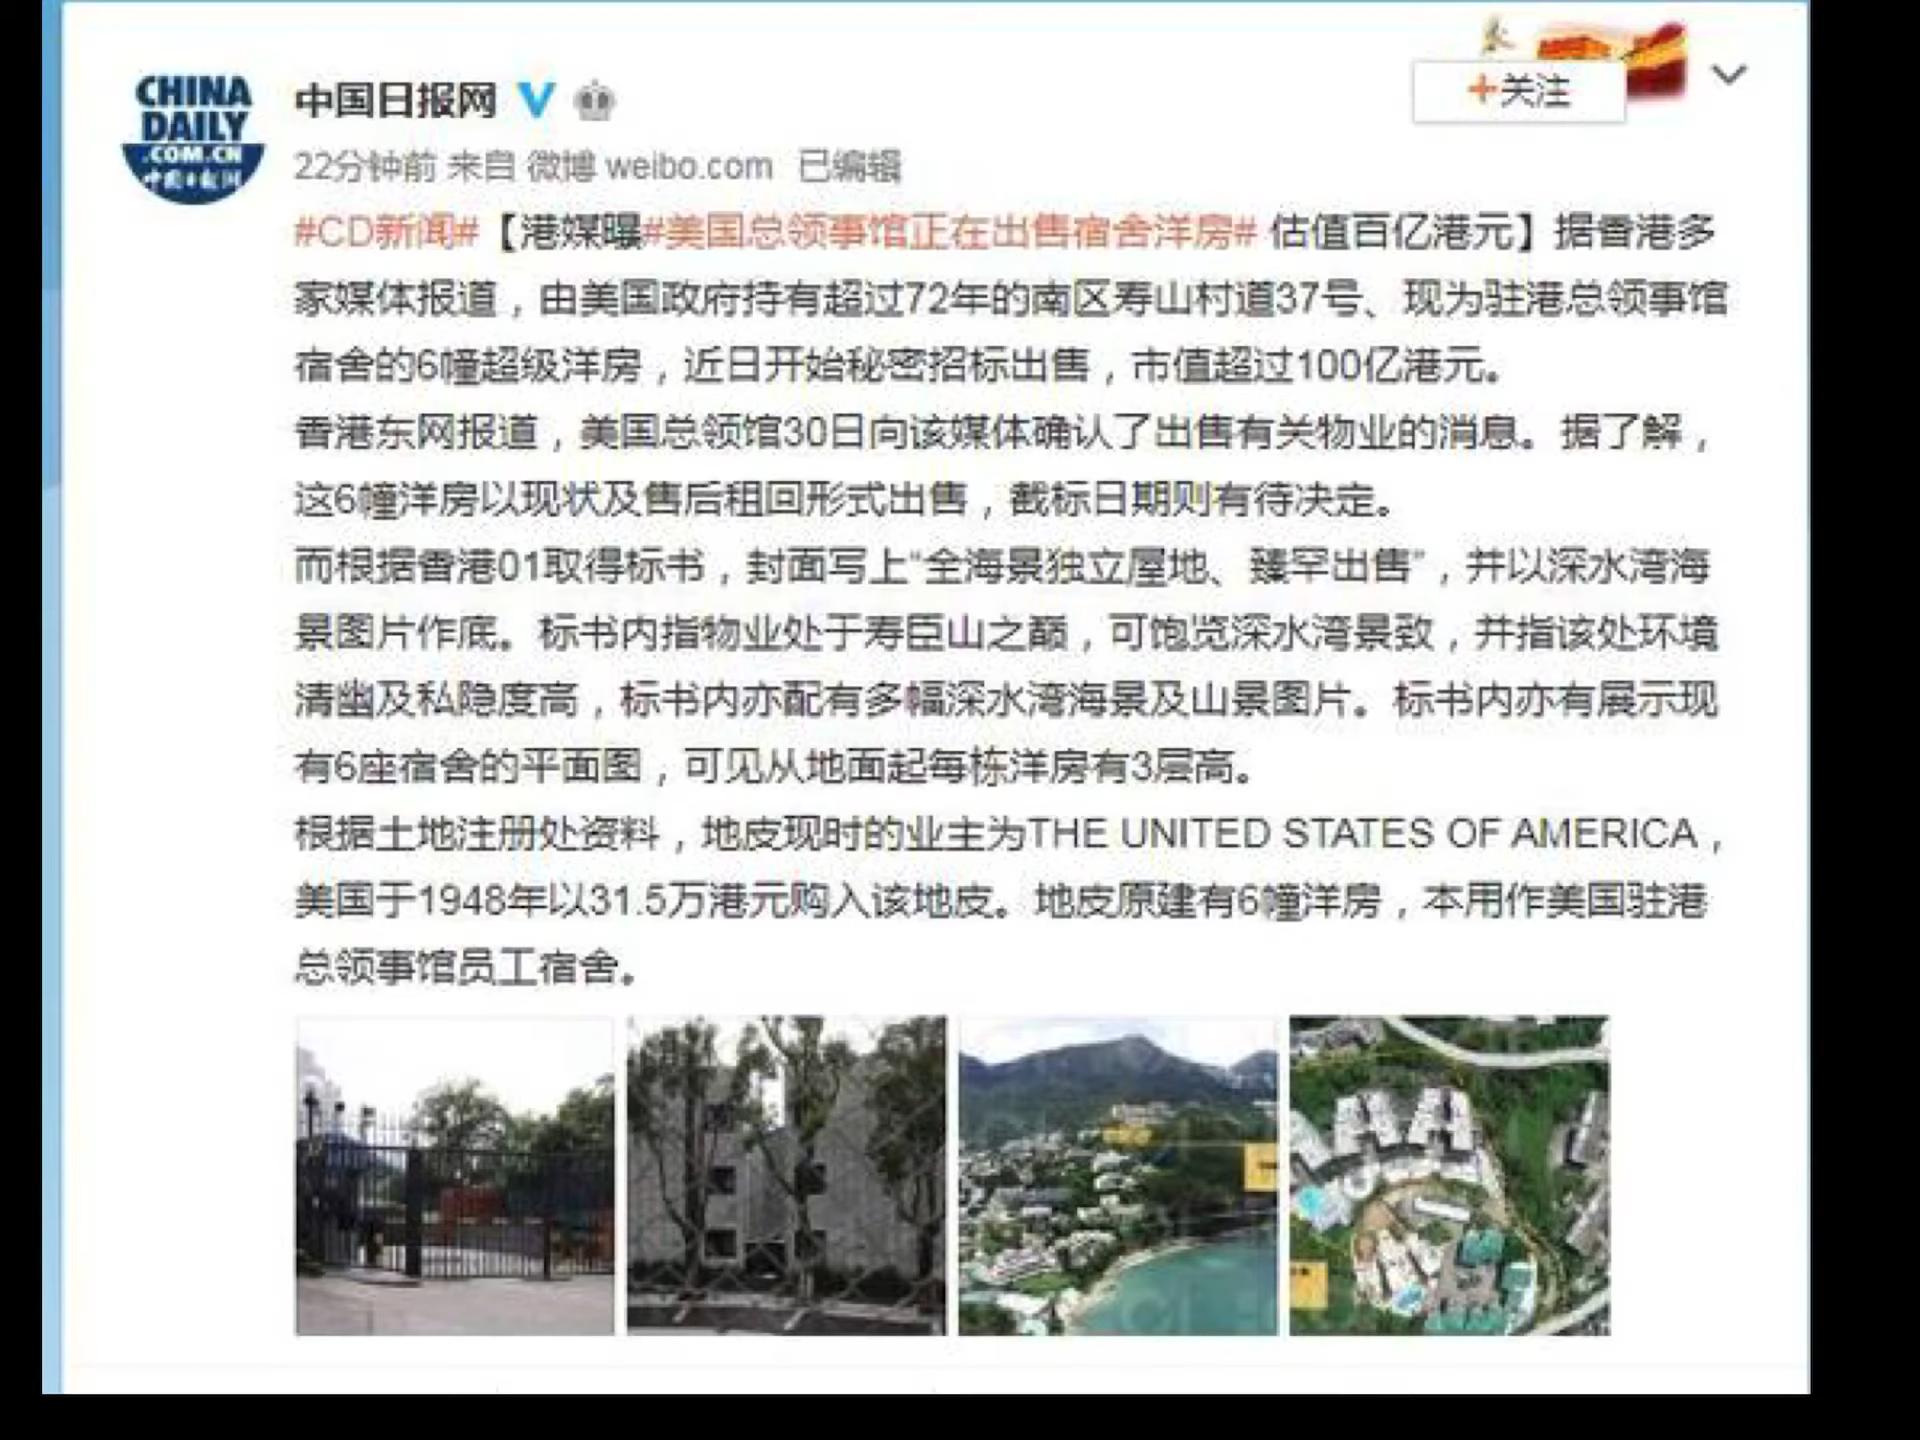 CHINA
DAILY
.COM.CN
中国日报网
中国日报网
+关注
22分钟前 来自 微博 weibo.com 已编辑
#CD新闻#【港媒曝#美国总领事馆正在出售宿舍洋房# 估值百亿港元】据香港多
家媒体报道，由美国政府持有超过72年的南区寿山村道37号、现为驻港总领事馆
宿舍的6幢超级洋房，近日开始秘密招标出售，市值超过100亿港元。
香港东网报道，美国总领馆30日向该媒体确认了出售有关物业的消息。据了解，
这6幢洋房以现状及售后租回形式出售，截标日期则有待决定。
而根据香港01取得标书，封面写上“全海景独立屋地、臻罕出售”，并以深水湾海
景图片作底。标书内指物业处于寿臣山之巅，可饱览深水湾景致，并指该处环境
清幽及私隐度高，标书内亦配有多幅深水湾海景及山景图片。标书内亦有展示现
有6座宿舍的平面图，可见从地面起每栋洋房有3层高。
根据土地注册处资料，地皮现时的业主为THE UNITED STATES OF AMERICA，
美国于1948年以31.5万港元购入该地皮。地皮原建有6幢洋房，本用作美国驻港
总领事馆员工宿舍。